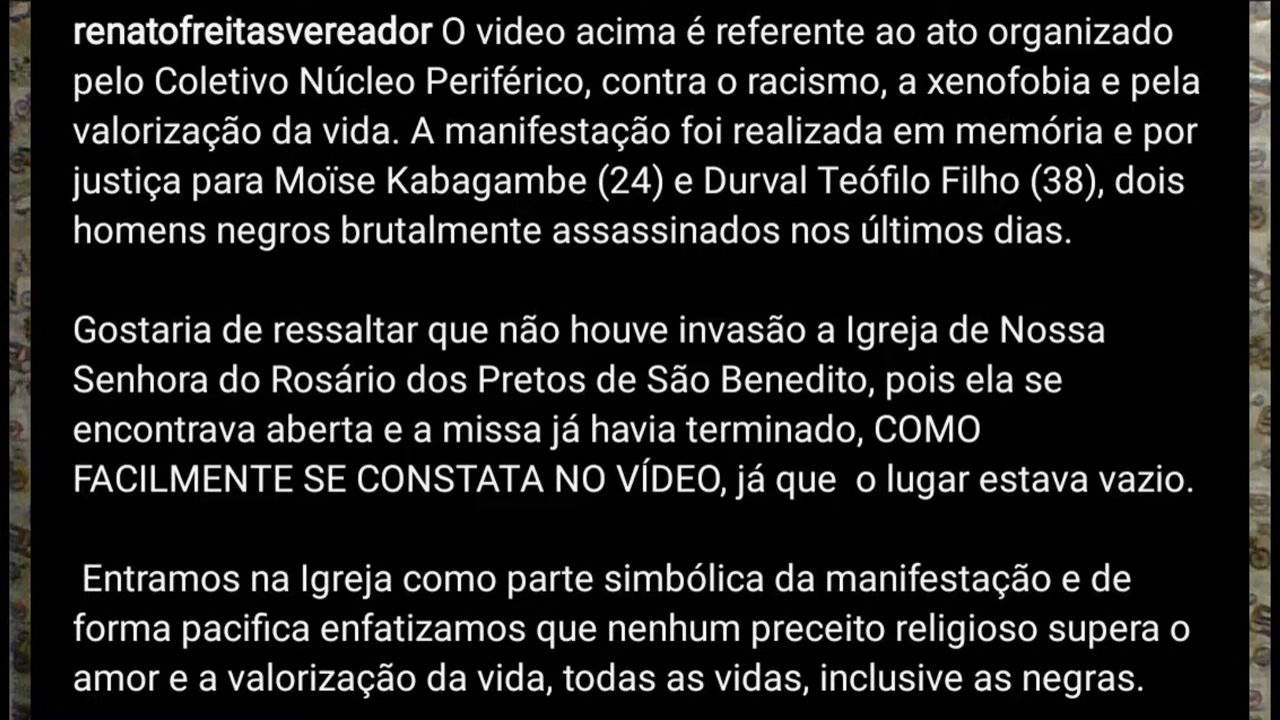 renatofreitasvereador O video acima é referente ao ato organizado
pelo Coletivo Núcleo Periférico, contra o racismo, a xenofobia e pela
valorização da vida. A manifestação foi realizada em memória e por
justiça para Moïse Kabagambe (24) e Durval Teófilo Filho (38), dois
homens negros brutalmente assassinados nos últimos dias.
Gostaria de ressaltar que não houve invasão a Igreja de Nossa
Senhora do Rosário dos Pretos de São Benedito, pois ela se
encontrava aberta e a missa já havia terminado, COMO
FACILMENTE SE CONSTATA NO VÍDEO, já que  o lugar estava vazio.
Entramos na Igreja como parte simbólica da manifestação e de
forma pacifica enfatizamos que nenhum preceito religioso supera o
amor e a valorização da vida, todas as vidas, inclusive as negras.